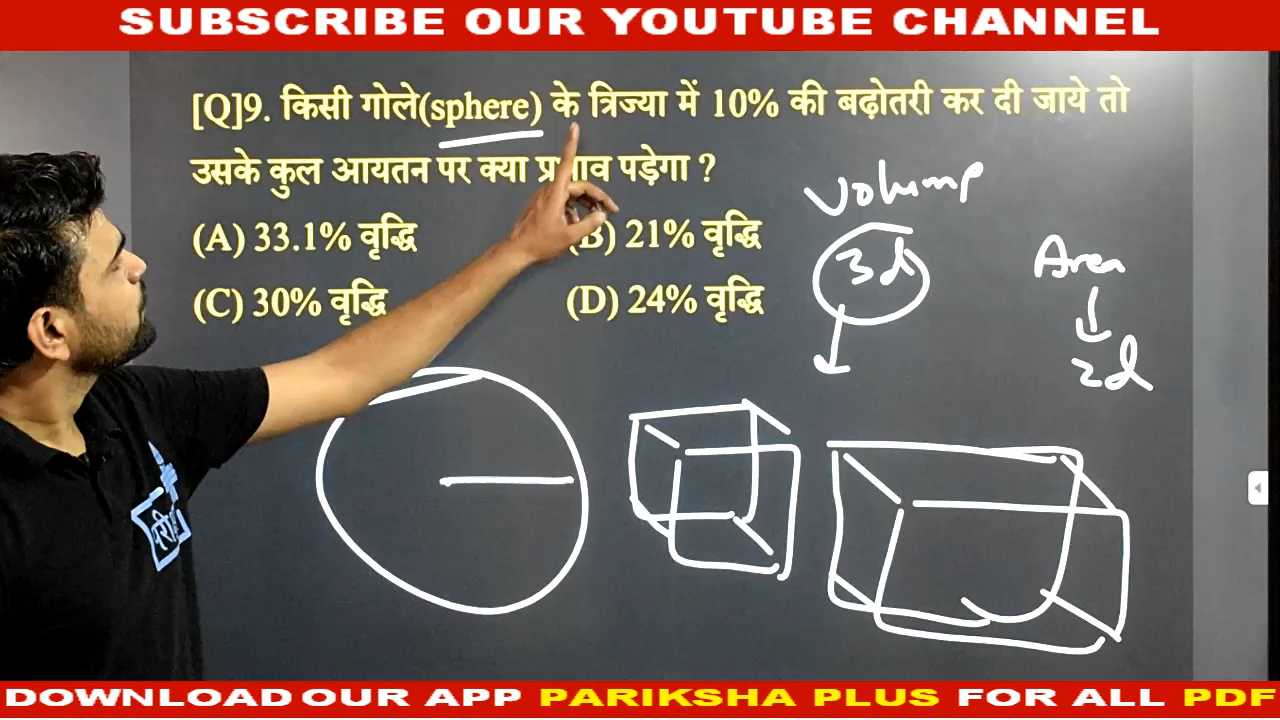 SUBSCRIBE OUR YOUTUBE CHANNEL
[Q]9. किसी गोले(sphere) के त्रिज्या में 10% की बढ़ोतरी कर दी जाये तो
उसके कुल आयतन पर क्या प्रभाव पड़ेगा ?
(A) 33.1% वृद्धि
(B) 21% वृद्धि
(C) 30% वृद्धि
(D) 24% वृद्धि
volume
3d
Area
2d
DOWNLOAD OUR APP PARIKSHA PLUS FOR ALL PDF